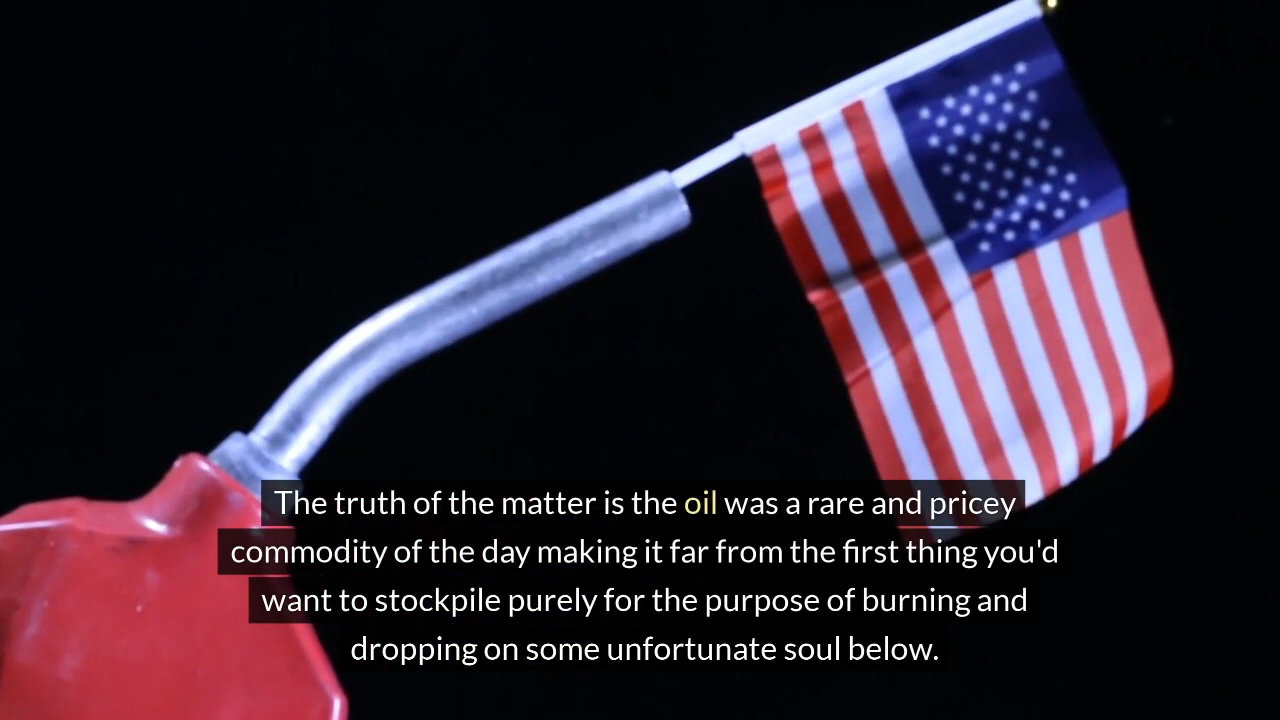 The truth of the matter is the oil was a rare and pricey
commodity of the day making it far from the first thing you'd
want to stockpile purely for the purpose of burning and
dropping on some unfortunate soul below.